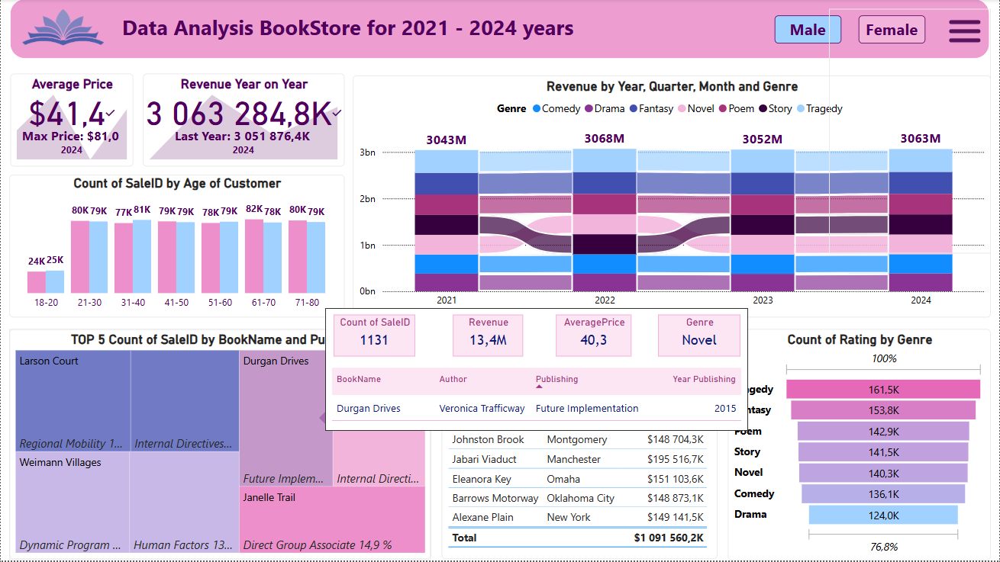 Data Analysis BookStore for 2021 - 2024 years
Male
Female
Average Price
$41,4
Max Price: $81,0
2024
Revenue Year on Year
3 063 284,8K
Last Year: 3 051 876,4K
2024
Revenue by Year, Quarter, Month and Genre
Genre Comedy Drama Fantasy Novel Poem Story Tragedy
3043M 3068M 3052M 3063M
3bn
2bn
1bn
0bn
2021 2022 2023 2024
Count of SaleID by Age of Customer
24K 25K 80K 79K 77K 81K 79K 79K 78K 79K 82K 78K 80K 79K
18-20 21-30 31-40 41-50 51-60 61-70 71-80
TOP 5 Count of SaleID by BookName and Pu
Larson Court
Regional Mobility 1...
Internal Directives...
Weimann Villages
Dynamic Program ...
Human Factors 13...
Durgan Drives
Future Implem...
Internal Directi...
Janelle Trail
Direct Group Associate 14,9 %
Count of SaleID
1131
Revenue
13,4M
AveragePrice
40,3
Genre
Novel
BookName Author Publishing Year Publishing
Durgan Drives Veronica Trafficway Future Implementation 2015
Johnston Brook Montgomery $148 704,3K
Jabari Viaduct Manchester $195 516,7K
Eleanora Key Omaha $151 103,6K
Barrows Motorway Oklahoma City $148 873,1K
Alexane Plain New York $149 141,5K
Total $1 091 560,2K
Count of Rating by Genre
100%
agedy 161,5K
ntasy 153,8K
Poem 142,9K
Story 141,5K
Novel 140,3K
Comedy 136,1K
Drama 124,0K
76,8%